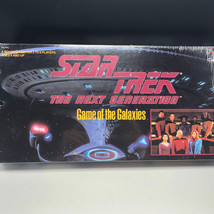 STAR
TREK
THE NEXT GENERATION
Game of the Galaxies